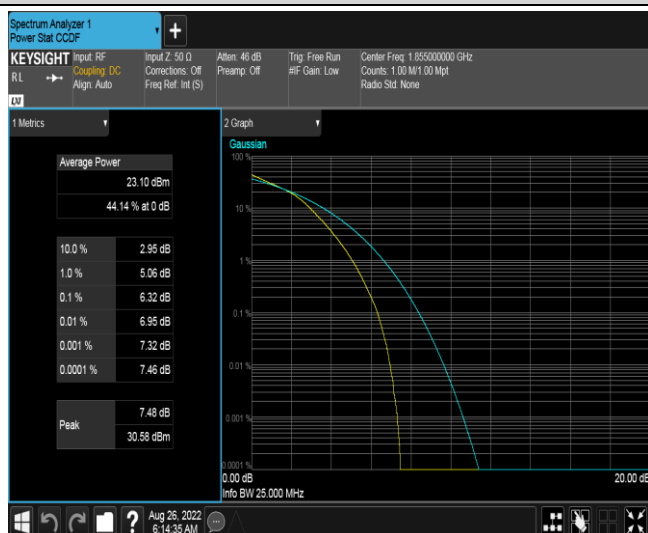 Spectrum Analyzer 1
Power Stat CCDF
KEYSIGHT
RL
LXI
Input: RF
Coupling: DC
Align: Auto
Input Z: 50 Ω
Corrections: Off
Freq Ref: Int (S)
Atten: 46 dB
Preamp: Off
Trig: Free Run
#IF Gain: Low
Center Freq: 1.855000000 GHz
Counts: 1.00 M/1.00 Mpt
Radio Std: None
1 Metrics
Average Power
23.10 dBm
44.14 % at 0 dB
10.0 % 2.95 dB
1.0 % 5.06 dB
0.1 % 6.32 dB
0.01 % 6.95 dB
0.001 % 7.32 dB
0.0001 % 7.46 dB
Peak 7.48 dB
30.58 dBm
2 Graph
Gaussian
100 %
10 %
1 %
0.1 %
0.01 %
0.001 %
0.0001 %
0.00 dB 20.00 dB
Info BW 25.000 MHz
Aug 26, 2022
6:14:35 AM